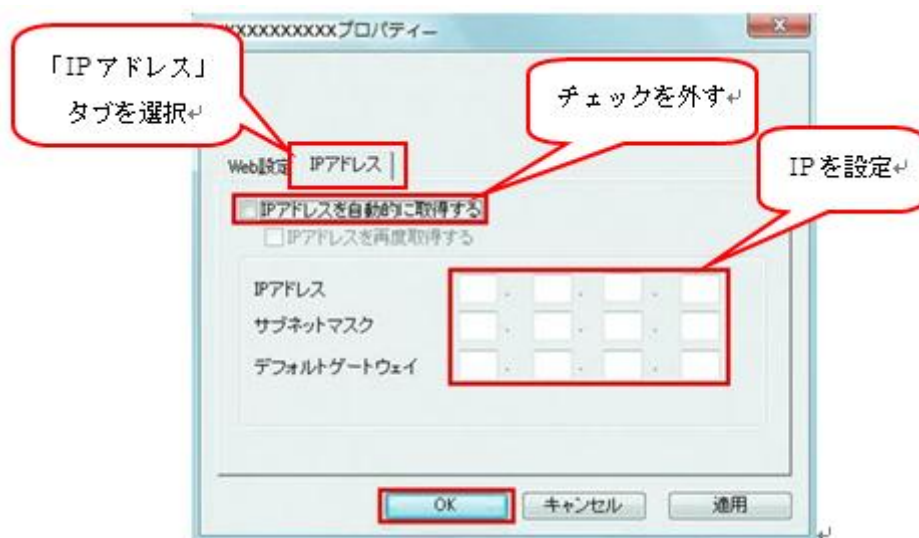 xxxxxxxxxxxプロパティー
「IPアドレス」
タブを選択↵
チェックを外す↵
IPを設定↵
Web設定
IPアドレス
IPアドレスを自動的に取得する
IPアドレスを再度取得する
IPアドレス
サブネットマスク
デフォルトゲートウェイ
OK
キャンセル
適用
↵